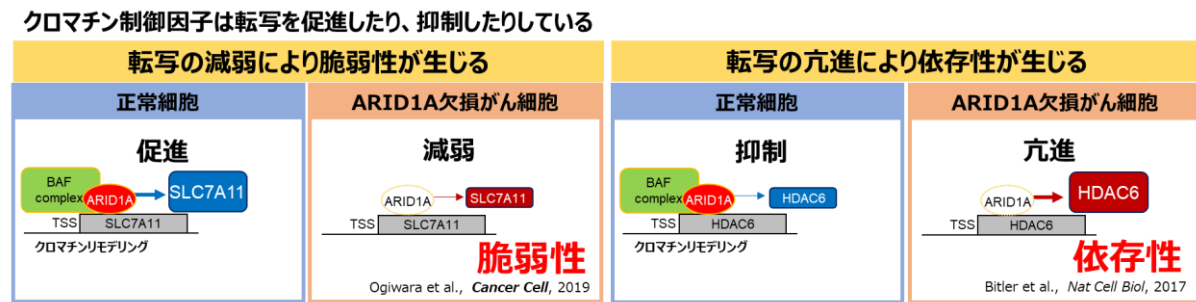 クロマチン制御因子は転写を促進したり、抑制したりしている
転写の減弱により脆弱性が生じる
正常細胞
ARID1A欠損がん細胞
促進
BAF
complex
ARID1A
SLC7A11
TSS
SLC7A11
クロマチンリモデリング
減弱
ARID1A
SLC7A11
TSS
SLC7A11
脆弱性
Ogiwara et al., Cancer Cell, 2019
転写の亢進により依存性が生じる
正常細胞
ARID1A欠損がん細胞
抑制
BAF
complex
ARID1A
HDAC6
TSS
HDAC6
クロマチンリモデリング
亢進
ARID1A
HDAC6
TSS
HDAC6
依存性
Bitler et al., Nat Cell Biol, 2017